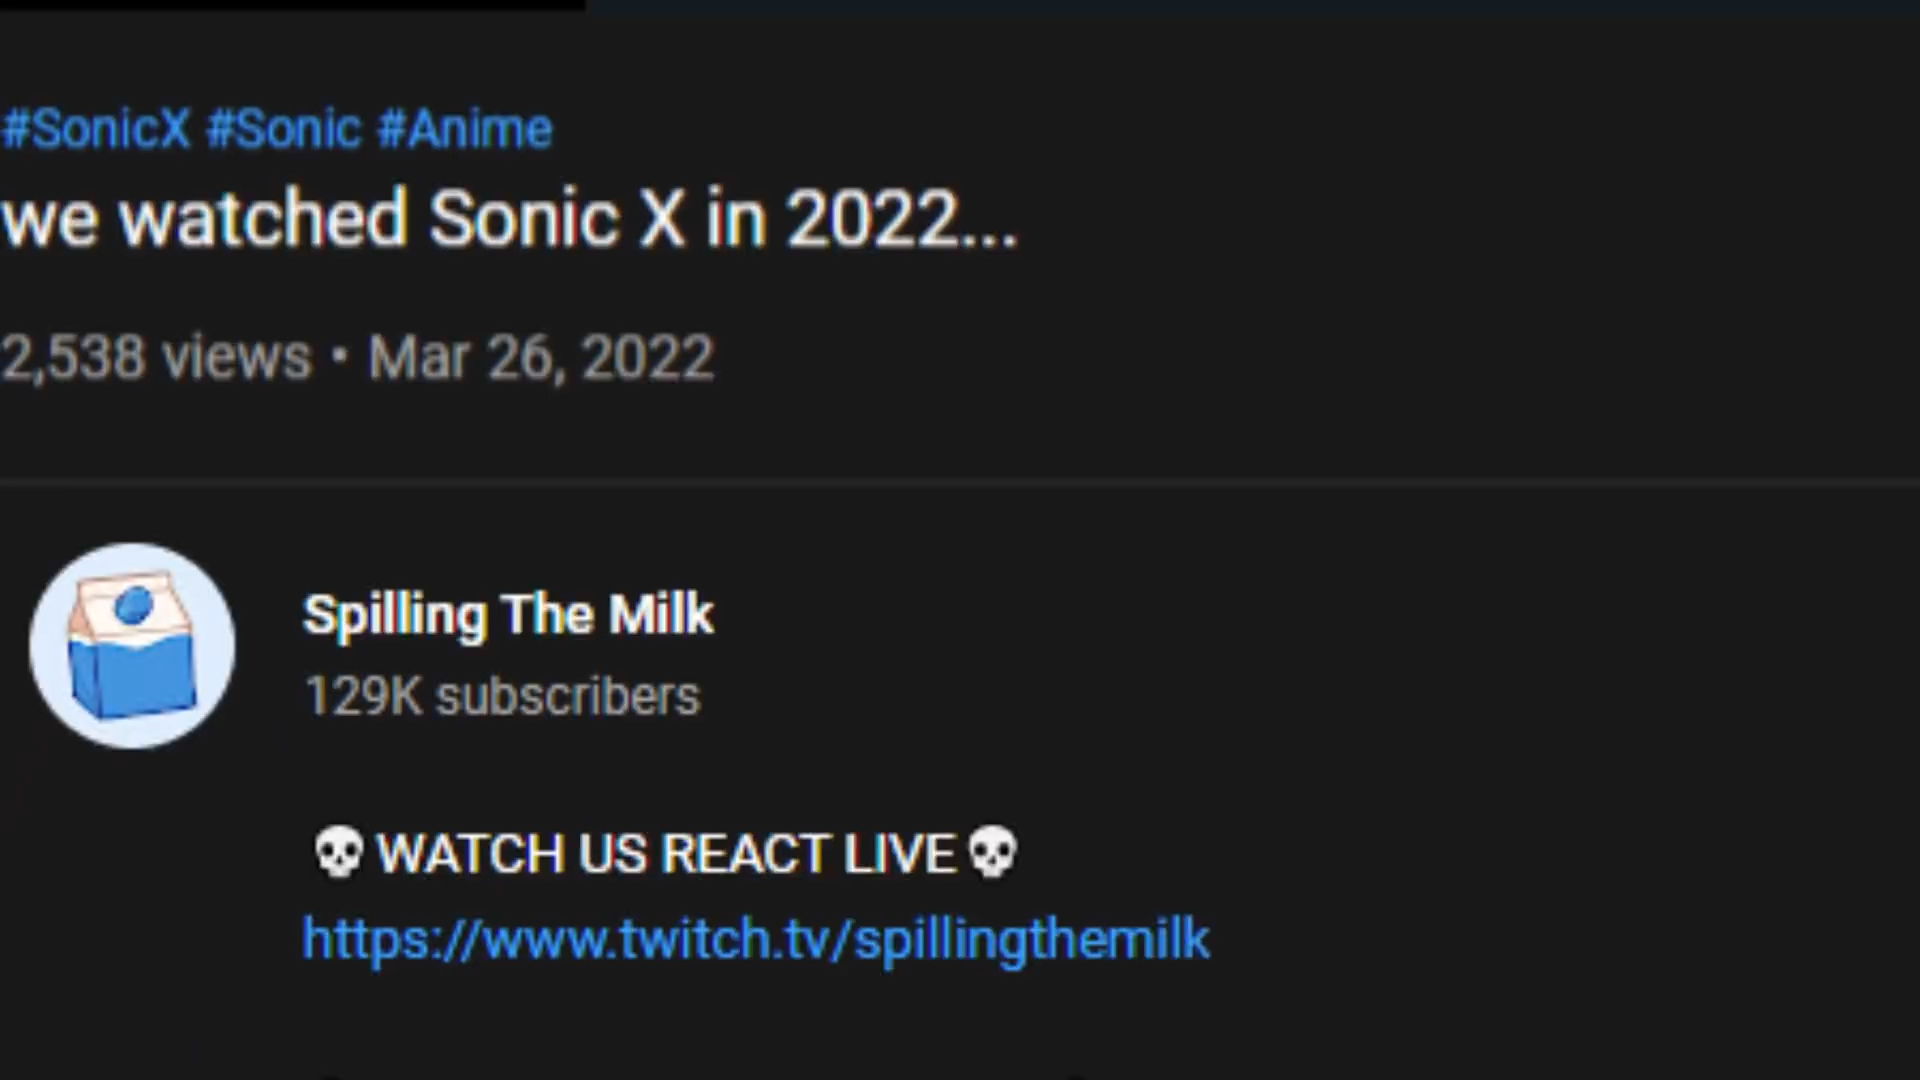 #SonicX #Sonic #Anime
we watched Sonic X in 2022...
2,538 views • Mar 26, 2022
Spilling The Milk
129K subscribers
💀WATCH US REACT LIVE💀
https://www.twitch.tv/spillingthemilk